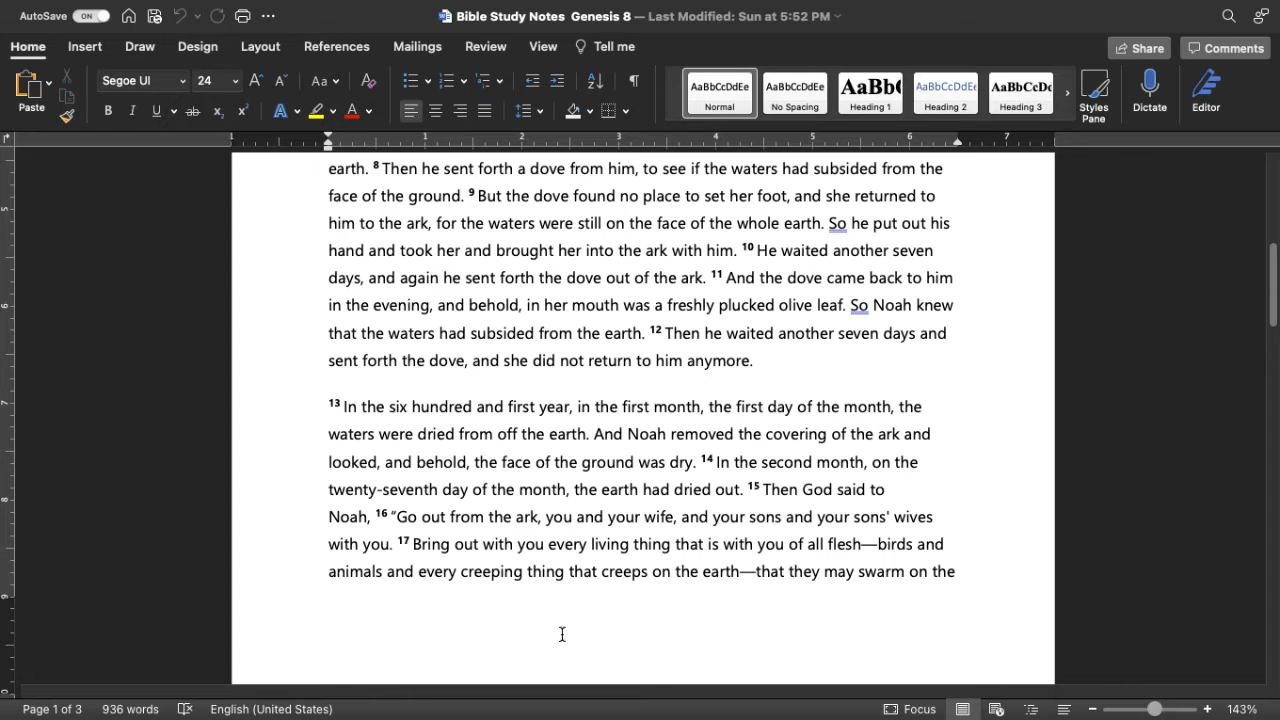 AutoSave ON Bible Study Notes Genesis 8 — Last Modified: Sun at 5:52 PM
Home Insert Draw Design Layout References Mailings Review View Tell me Share Comments
Paste Segoe UI 24 A A Aa A AaBbCcDdEe AaBbCcDdEe AaBb( AaBbCcDdEe AaBbCcDc
B I U ab x₂ x² A A Normal No Spacing Heading 1 Heading 2 Heading 3 Styles Pane Dictate Editor
1 1 2 3 4 5 6 7
earth. ⁸ Then he sent forth a dove from him, to see if the waters had subsided from the
face of the ground. ⁹ But the dove found no place to set her foot, and she returned to
him to the ark, for the waters were still on the face of the whole earth. So he put out his
hand and took her and brought her into the ark with him. ¹⁰ He waited another seven
days, and again he sent forth the dove out of the ark. ¹¹ And the dove came back to him
in the evening, and behold, in her mouth was a freshly plucked olive leaf. So Noah knew
that the waters had subsided from the earth. ¹² Then he waited another seven days and
sent forth the dove, and she did not return to him anymore.
¹³ In the six hundred and first year, in the first month, the first day of the month, the
waters were dried from off the earth. And Noah removed the covering of the ark and
looked, and behold, the face of the ground was dry. ¹⁴ In the second month, on the
twenty-seventh day of the month, the earth had dried out. ¹⁵ Then God said to
Noah, ¹⁶ “Go out from the ark, you and your wife, and your sons and your sons' wives
with you. ¹⁷ Bring out with you every living thing that is with you of all flesh—birds and
animals and every creeping thing that creeps on the earth—that they may swarm on the
Page 1 of 3 936 words English (United States) Focus 143%